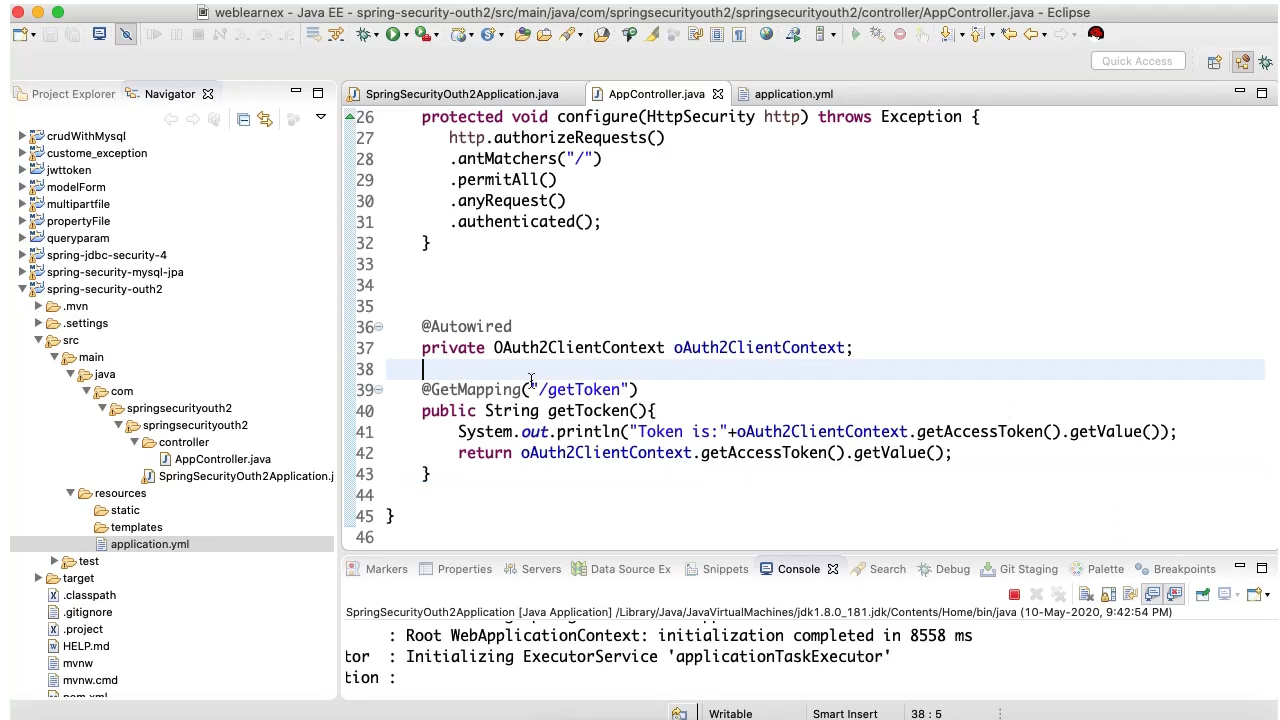 weblearnex - Java EE - spring-security-outh2/src/main/java/com/springsecurityouth2/springsecurityouth2/controller/AppController.java - Eclipse
Quick Access
Project Explorer
Navigator
crudWithMysql
custome_exception
jwttoken
modelForm
multipartfile
propertyFile
queryparam
spring-jdbc-security-4
spring-security-mysql-jpa
spring-security-outh2
.mvn
.settings
src
main
java
com
springsecurityouth2
springsecurityouth2
controller
AppController.java
SpringSecurityOuth2Application.j
resources
static
templates
application.yml
test
target
.classpath
.gitignore
.project
HELP.md
mvnw
mvnw.cmd
pom.xml
SpringSecurityOuth2Application.java
AppController.java
application.yml
26 protected void configure(HttpSecurity http) throws Exception {
27 http.authorizeRequests()
28 .antMatchers("/")
29 .permitAll()
30 .anyRequest()
31 .authenticated();
32 }
33
34
35
36 @Autowired
37 private OAuth2ClientContext oAuth2ClientContext;
38
39 @GetMapping("/getToken")
40 public String getTocken(){
41 System.out.println("Token is:"+oAuth2ClientContext.getAccessToken().getValue());
42 return oAuth2ClientContext.getAccessToken().getValue();
43 }
44
45 }
46
Markers
Properties
Servers
Data Source Ex
Snippets
Console
Search
Debug
Git Staging
Palette
Breakpoints
SpringSecurityOuth2Application [Java Application] /Library/Java/JavaVirtualMachines/jdk1.8.0_181.jdk/Contents/Home/bin/java (10-May-2020, 9:42:54 PM)
: Root WebApplicationContext: initialization completed in 8558 ms
tor : Initializing ExecutorService 'applicationTaskExecutor'
tion :
Writable
Smart Insert
38 : 5